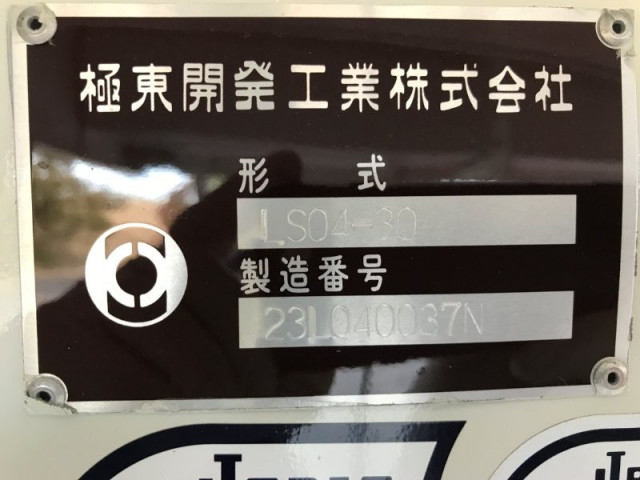 極東開発工業株式会社
形 式
LS04-30
製造番号
23L040037N